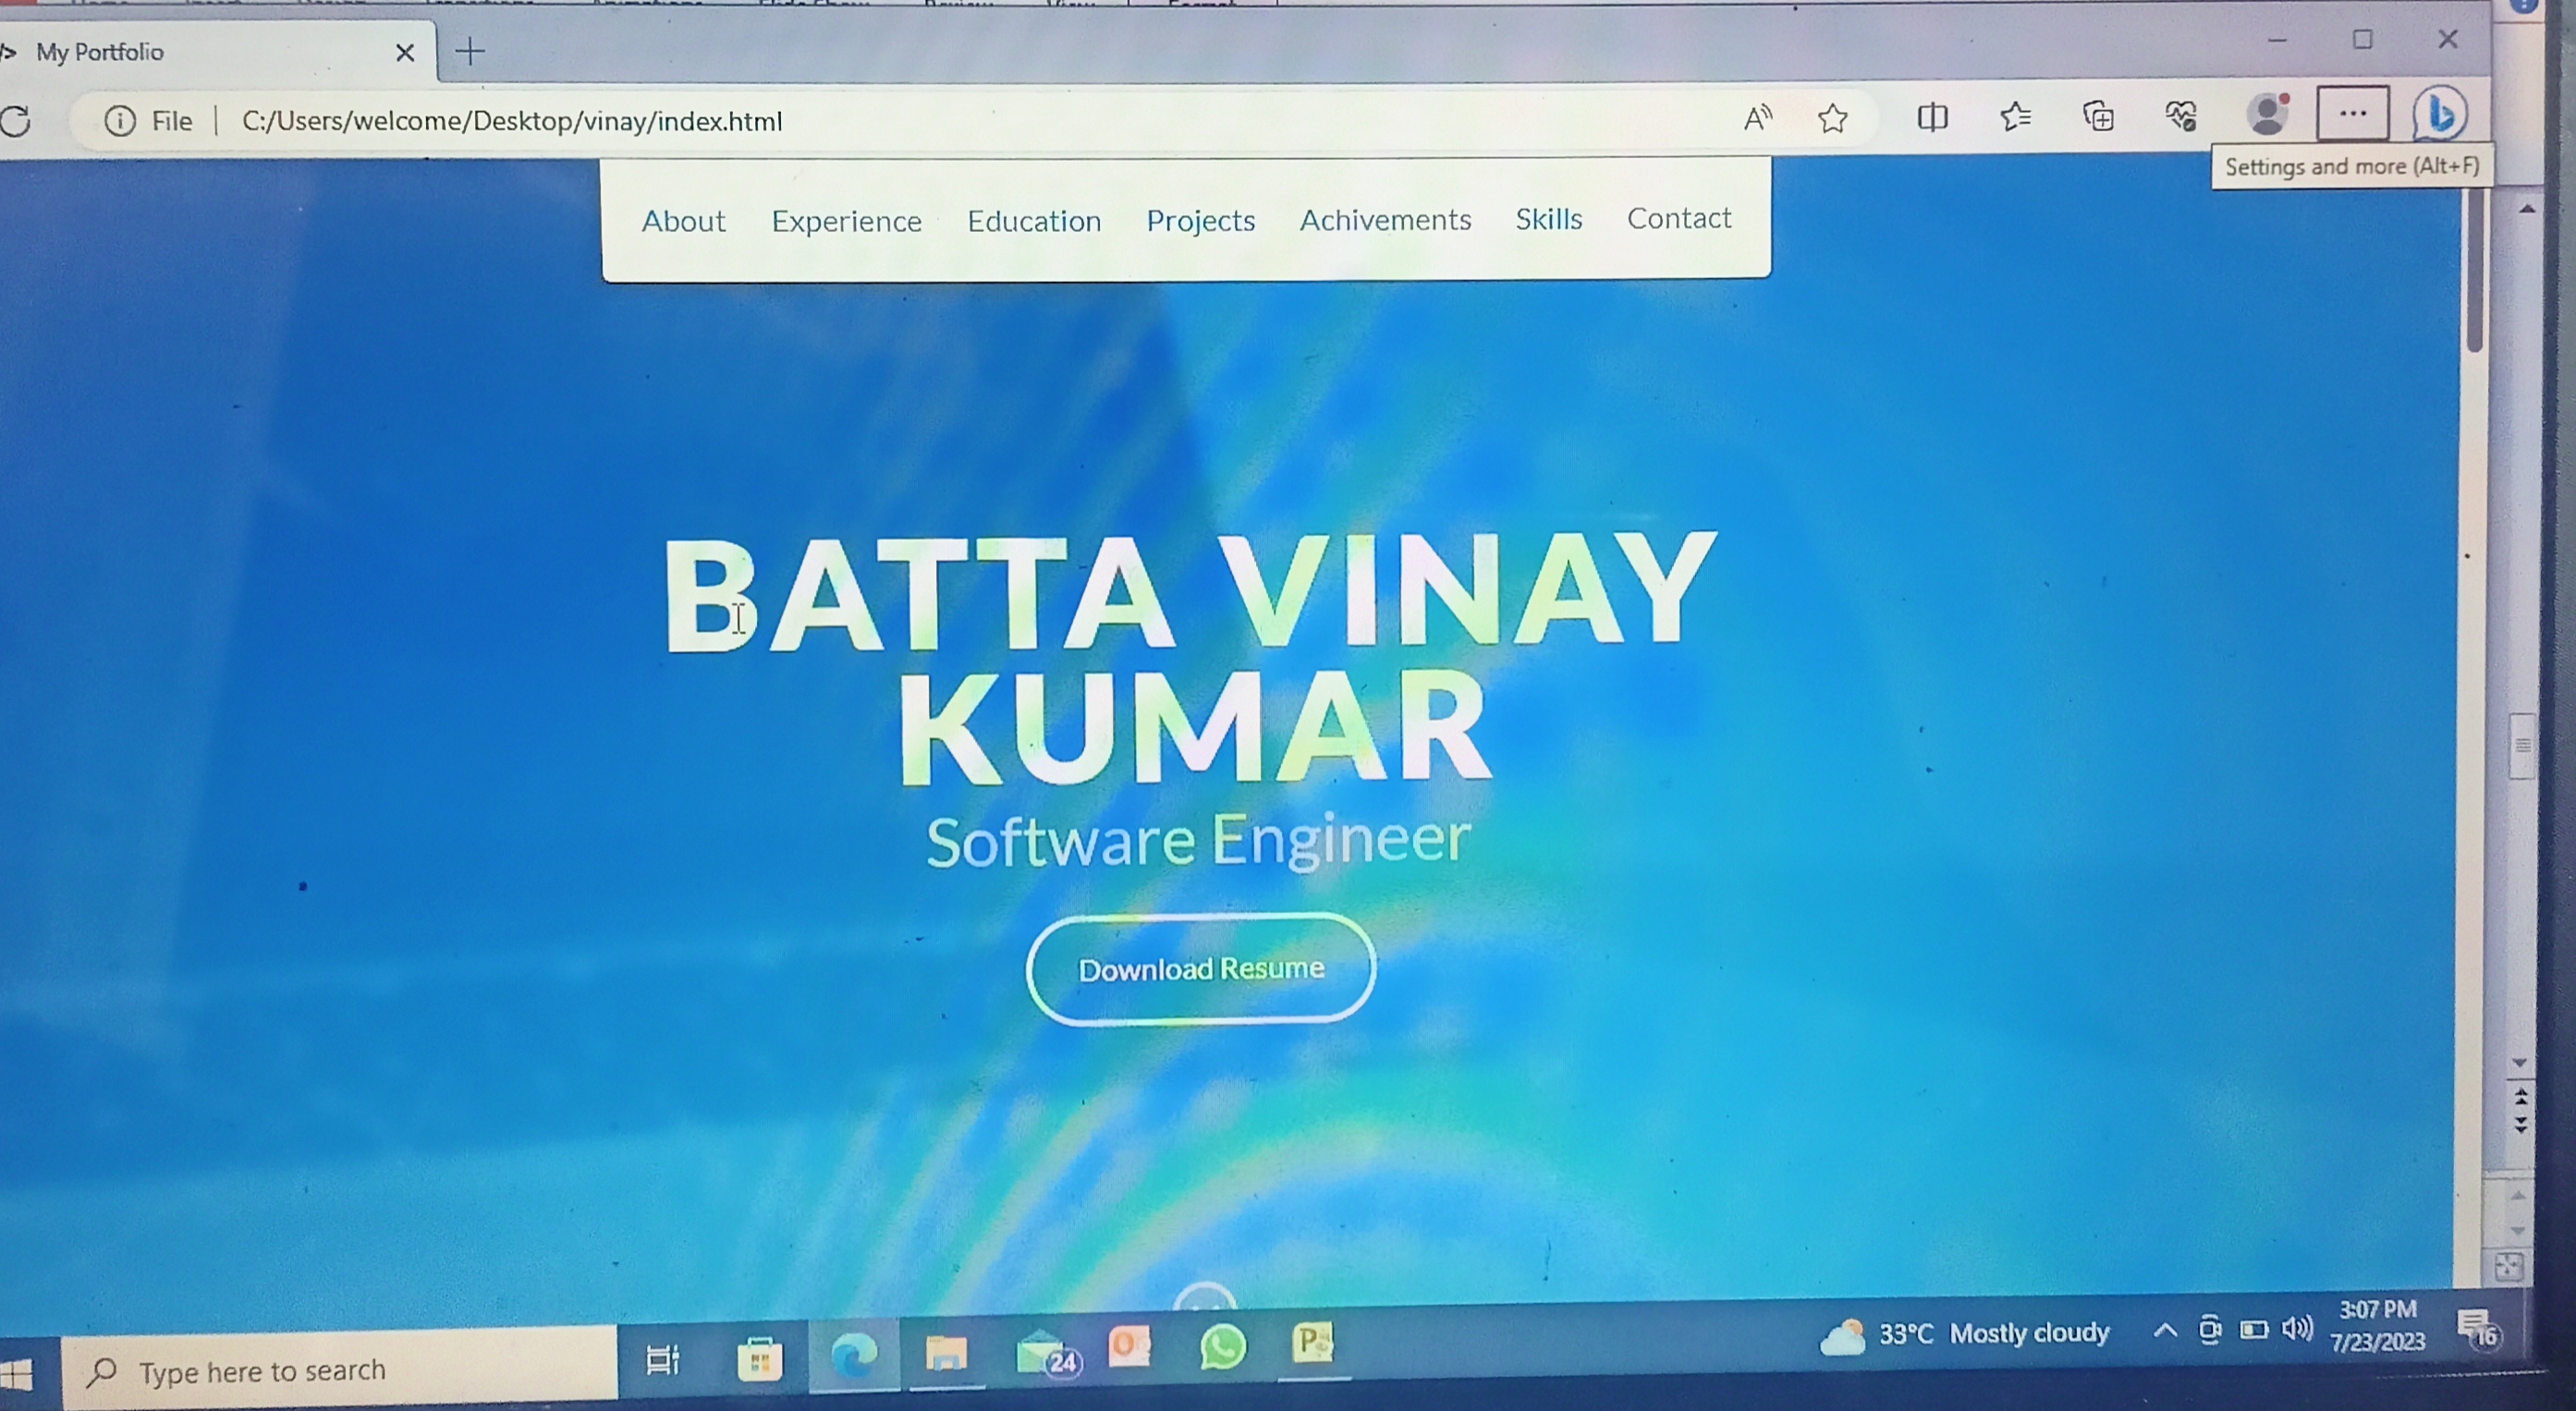 My Portfolio
File
C:/Users/welcome/Desktop/vinay/index.html
Settings and more (Alt+F)
About Experience Education Projects Achivements Skills Contact
BATTA VINAY
KUMAR
Software Engineer
Download Resume
Type here to search
24
33°C Mostly cloudy
3:07 PM
7/23/2023
16